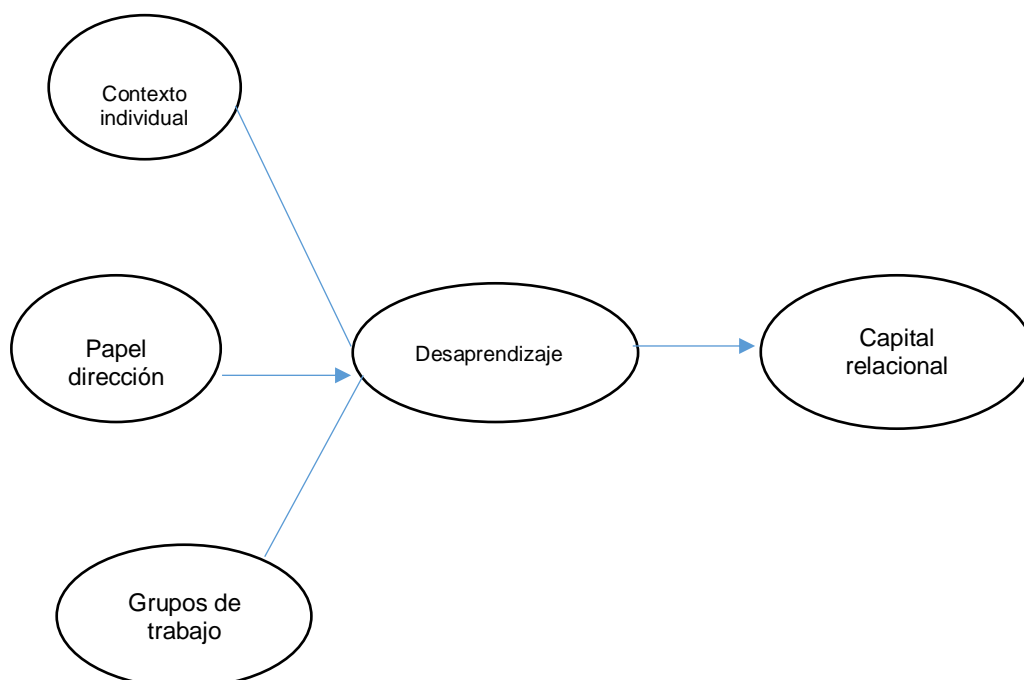 Contexto
individual
Papel
dirección
Desaprendizaje
Capital
relacional
Grupos de
trabajo